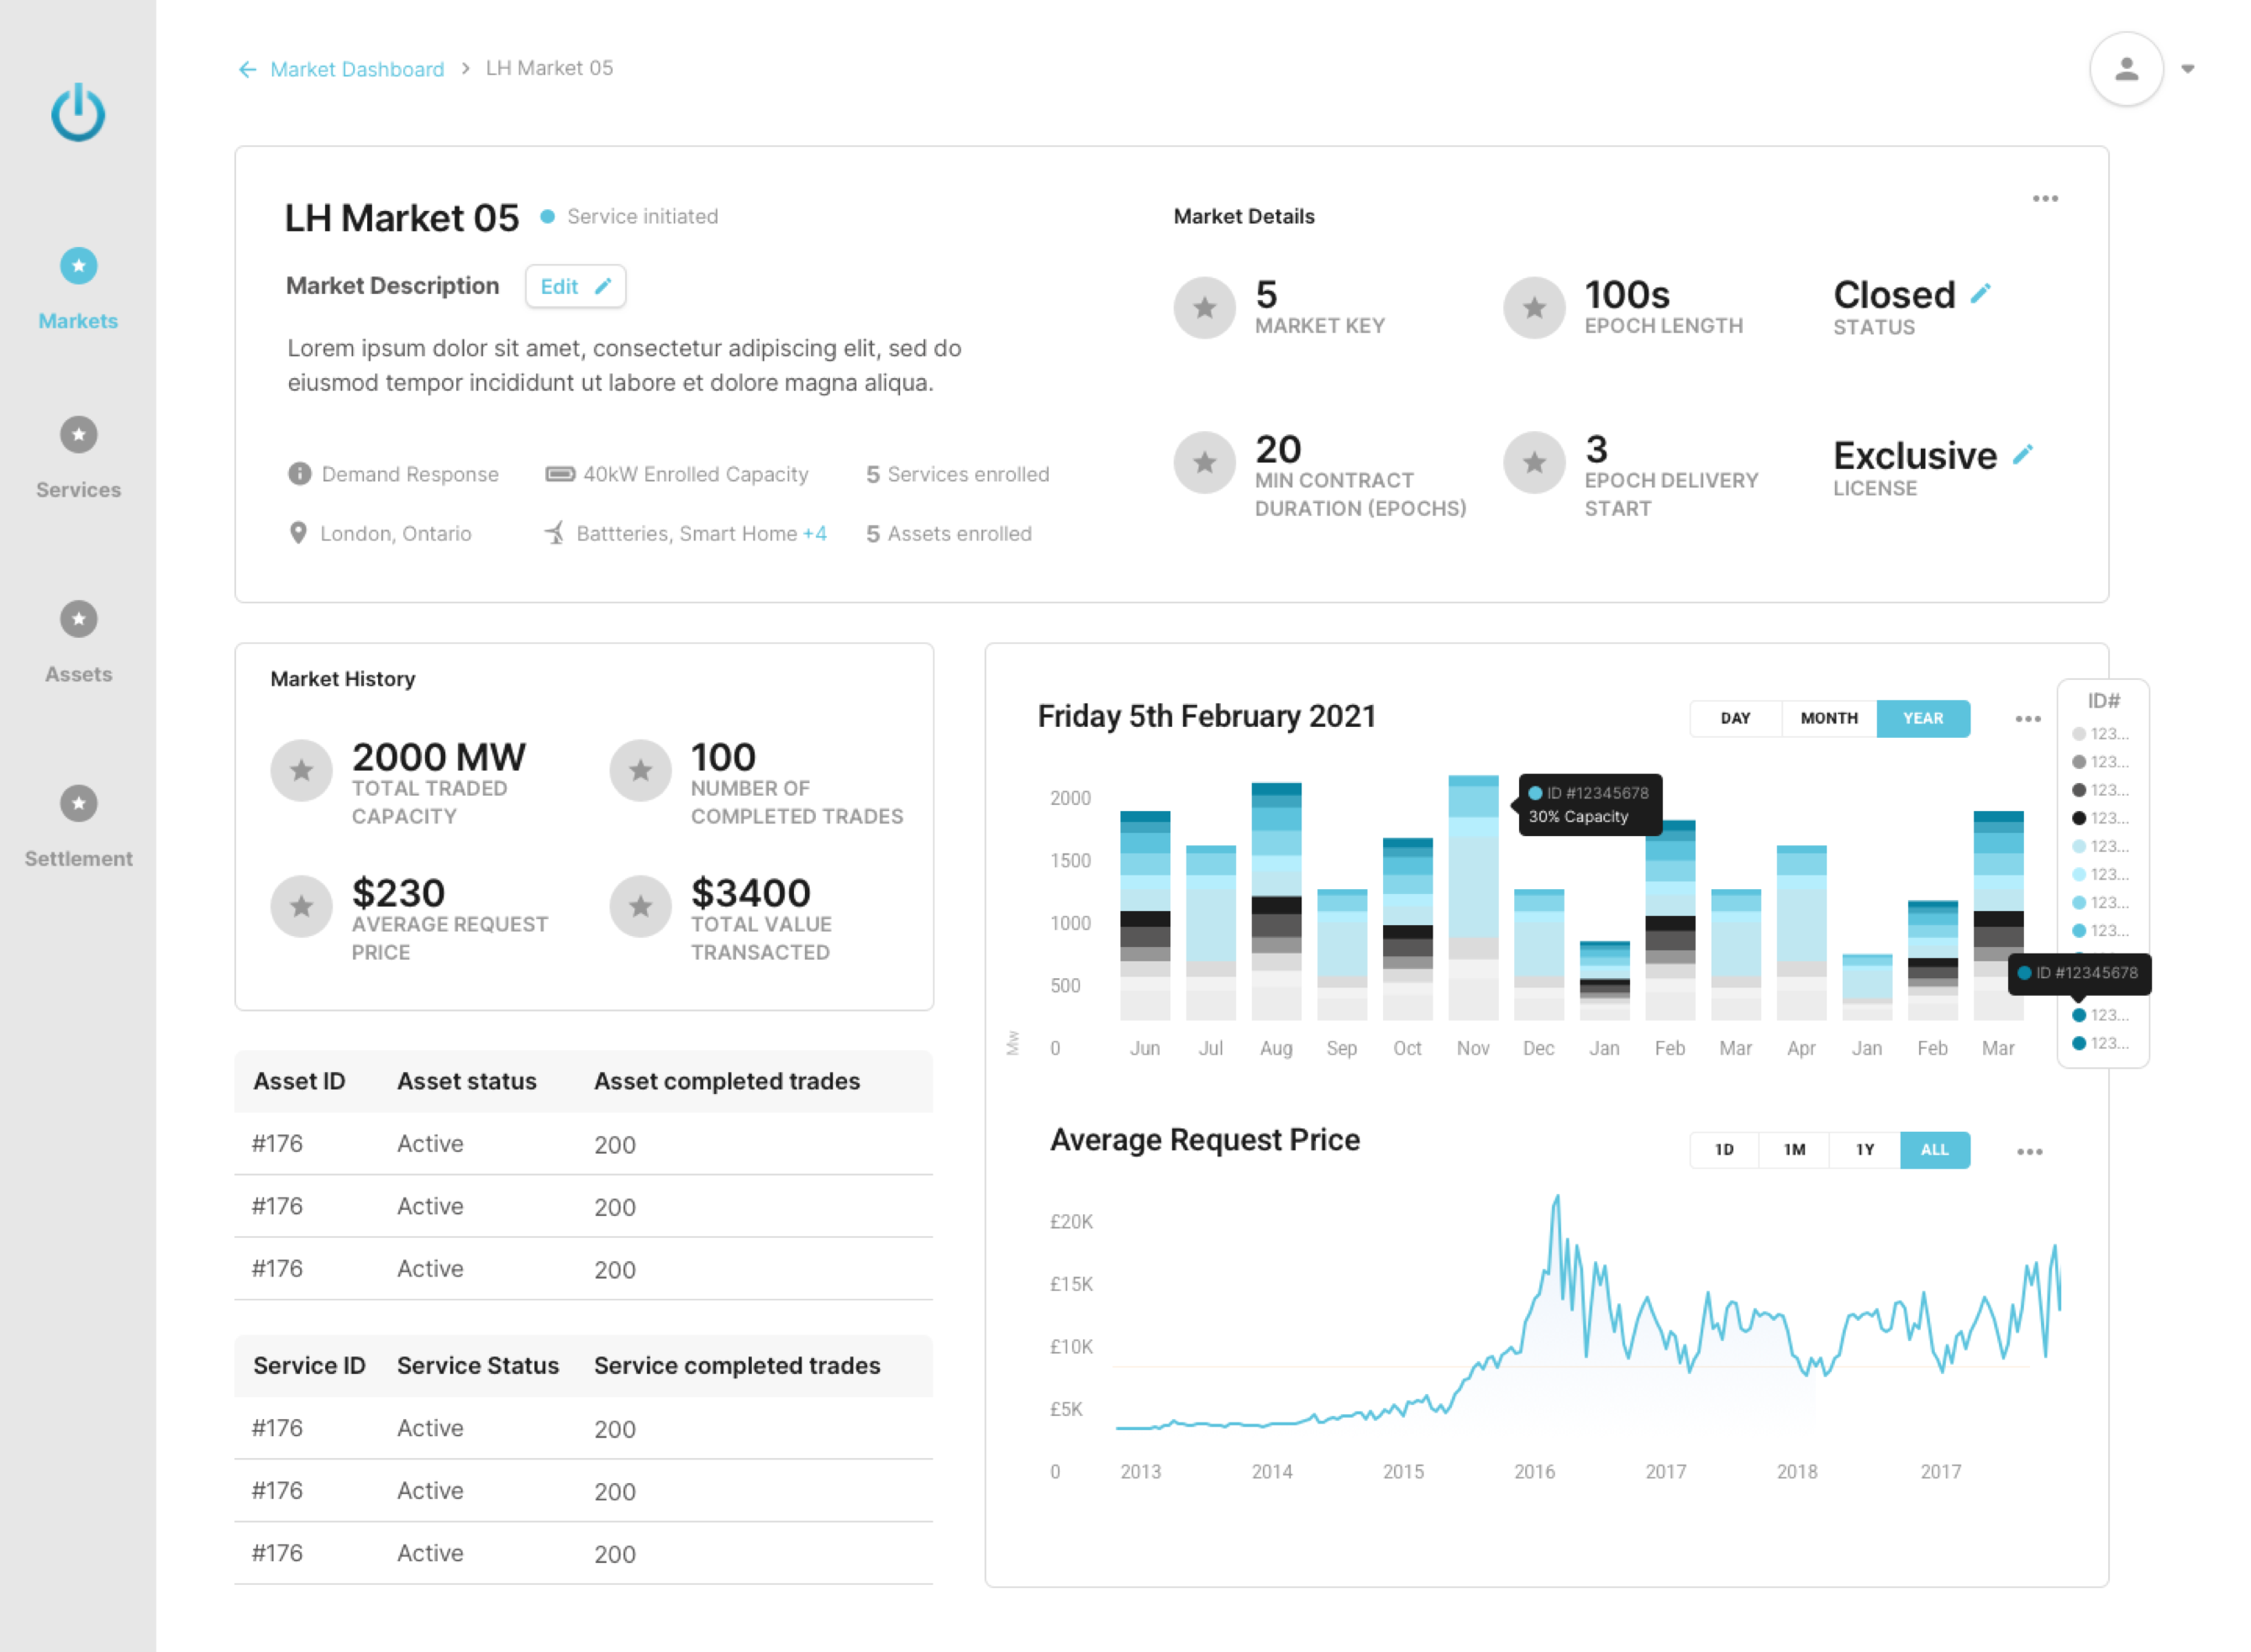 Market Dashboard > LH Market 05
Markets
Services
Assets
Settlement
LH Market 05
Service initiated
Market Description
Edit
Lorem ipsum dolor sit amet, consectetur adipiscing elit, sed do
eiusmod tempor incididunt ut labore et dolore magna aliqua.
Demand Response
40kW Enrolled Capacity
5 Services enrolled
London, Ontario
Battteries, Smart Home +4
5 Assets enrolled
Market Details
5
MARKET KEY
100s
EPOCH LENGTH
Closed
STATUS
20
MIN CONTRACT
DURATION (EPOCHS)
3
EPOCH DELIVERY
START
Exclusive
LICENSE
Market History
2000 MW
TOTAL TRADED
CAPACITY
100
NUMBER OF
COMPLETED TRADES
$230
AVERAGE REQUEST
PRICE
$3400
TOTAL VALUE
TRANSACTED
Asset ID Asset status Asset completed trades
#176 Active 200
#176 Active 200
#176 Active 200
Service ID Service Status Service completed trades
#176 Active 200
#176 Active 200
#176 Active 200
Friday 5th February 2021
DAY MONTH YEAR
2000
1500
1000
500
0
Mw
Jun Jul Aug Sep Oct Nov Dec Jan Feb Mar Apr Jan Feb Mar
ID #12345678
30% Capacity
ID#
123...
123...
123...
123...
123...
123...
123...
123...
ID #12345678
123...
123...
Average Request Price
1D 1M 1Y ALL
£20K
£15K
£10K
£5K
0
2013 2014 2015 2016 2017 2018 2017